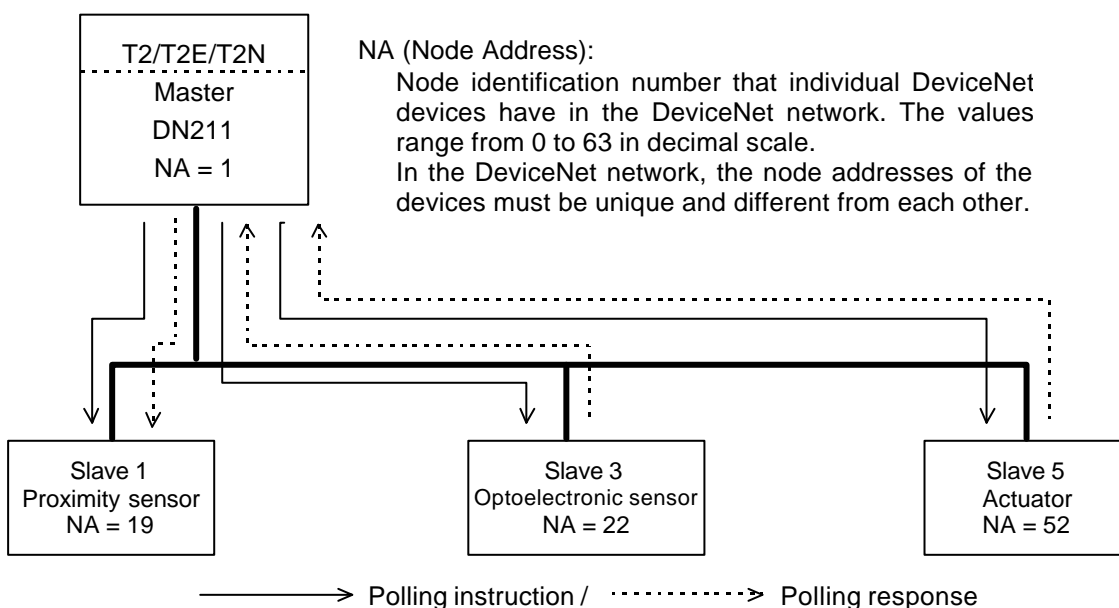 T2/T2E/T2N
Master
DN211
NA = 1
NA (Node Address):
Node identification number that individual DeviceNet
devices have in the DeviceNet network. The values
range from 0 to 63 in decimal scale.
In the DeviceNet network, the node addresses of the
devices must be unique and different from each other.
Slave 1
Proximity sensor
NA = 19
Slave 3
Optoelectronic sensor
NA = 22
Slave 5
Actuator
NA = 52
Polling instruction / Polling response